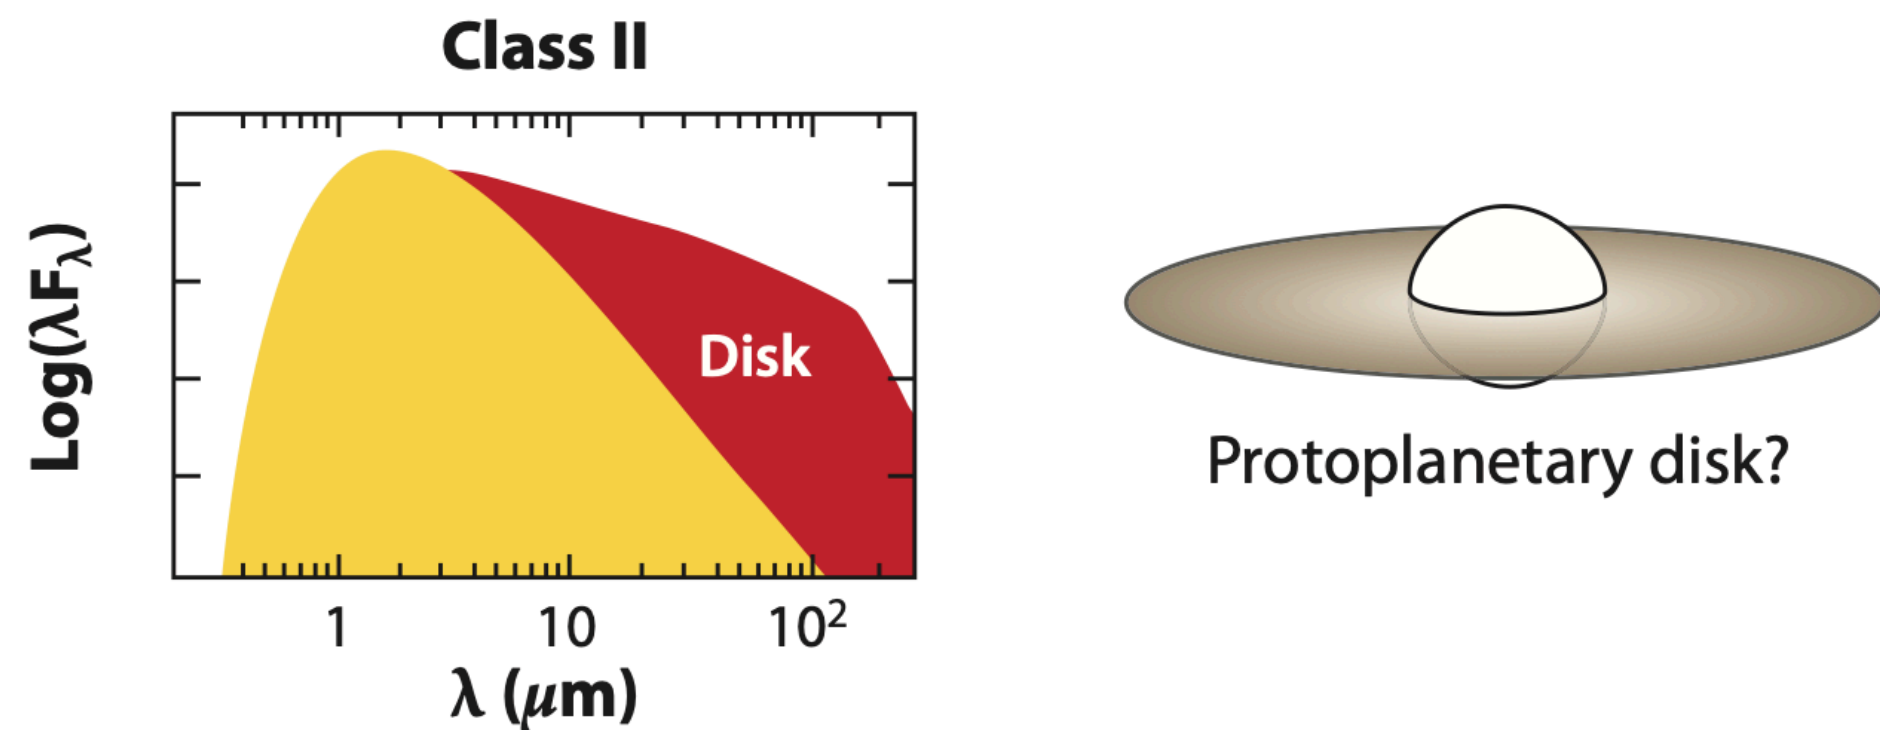 Class II
Log(λFλ)
Disk
1 10 10²
λ (μm)
Protoplanetary disk?